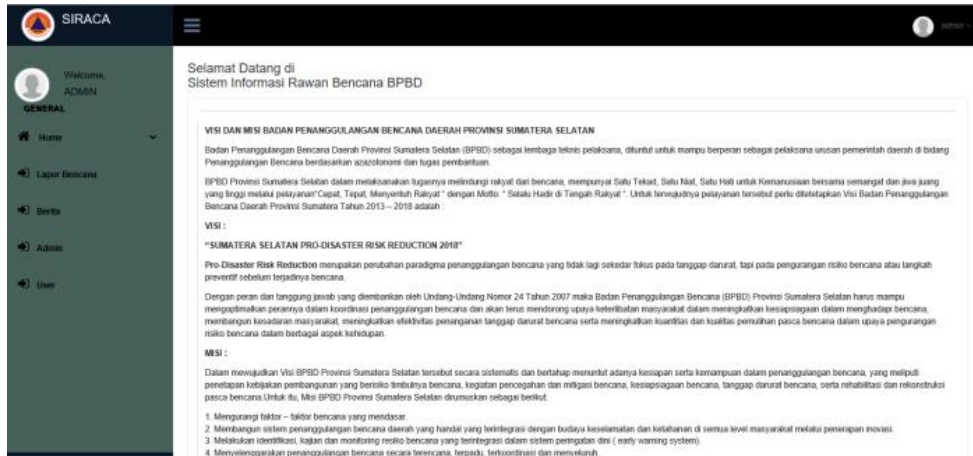 SIRACA
admin
Welcome,
ADMIN
GENERAL
Home
Lapor Bencana
Berita
Admin
User
Selamat Datang di
Sistem Informasi Rawan Bencana BPBD
VISI DAN MISI BADAN PENANGGULANGAN BENCANA DAERAH PROVINSI SUMATERA SELATAN
Badan Penanggulangan Bencana Daerah Provinsi Sumatera Selatan (BPBD) sebagai lembaga teknis pelaksana, dituntut untuk mampu berperan sebagai pelaksana urusan pemerintah daerah di bidang
Penanggulangan Bencana berdasarkan azazotonomi dan tugas pembantuan.
BPBD Provinsi Sumatera Selatan dalam melaksanakan tugasnya melindungi rakyat dari bencana, mempunyai Satu Tekad, Satu Niat, Satu Hati untuk Kemanusiaan bersama semangat dan jiwa juang
yang tinggi melalui pelayanan"Cepat, Tepat, Menyentuh Rakyat " dengan Motto: " Selalu Hadir di Tengah Rakyat ". Untuk terwujudnya pelayanan tersebut perlu ditetapkan Visi Badan Penanggulangan
Bencana Daerah Provinsi Sumatera Tahun 2013 – 2018 adalah :
VISI :
"SUMATERA SELATAN PRO-DISASTER RISK REDUCTION 2018"
Pro-Disaster Risk Reduction merupakan perubahan paradigma penanggulangan bencana yang tidak lagi sekedar fokus pada tanggap darurat, tapi pada pengurangan risiko bencana atau langkah
preventif sebelum terjadinya bencana.
Dengan peran dan tanggung jawab yang diembankan oleh Undang-Undang Nomor 24 Tahun 2007 maka Badan Penanggulangan Bencana (BPBD) Provinsi Sumatera Selatan harus mampu
mengoptimalkan perannya dalam koordinasi penanggulangan bencana dan akan terus mendorong upaya keterlibatan masyarakat dalam meningkatkan kesiapsiagaan dalam menghadapi bencana,
membangun kesadaran masyarakat, meningkatkan efektivitas penanganan tanggap darurat bencana serta meningkatkan kuantitas dan kualitas pemulihan pasca bencana dalam upaya pengurangan
risiko bencana dalam berbagai aspek kehidupan.
MISI :
Dalam mewujudkan Visi BPBD Provinsi Sumatera Selatan tersebut secara sistematis dan bertahap menuntut adanya kesiapan serta kemampuan dalam penanggulangan bencana, yang meliputi
penetapan kebijakan pembangunan yang berisiko timbulnya bencana, kegiatan pencegahan dan mitigasi bencana, kesiapsiagaan bencana, tanggap darurat bencana, serta rehabilitasi dan rekonstruksi
pasca bencana.Untuk itu, Misi BPBD Provinsi Sumatera Selatan dirumuskan sebagai berikut:
1. Mengurangi faktor – faktor bencana yang mendasar.
2. Membangun sistem penanggulangan bencana daerah yang handal yang terintegrasi dengan budaya keselamatan dan ketahanan di semua level masyarakat melalui penerapan inovasi.
3. Melakukan identifikasi, kajian dan monitoring resiko bencana yang terintegrasi dalam sistem peringatan dini ( early warning system).
4. Menyelenggarakan penanggulangan bencana secara terencana, terpadu, terkoordinasi dan menyeluruh.